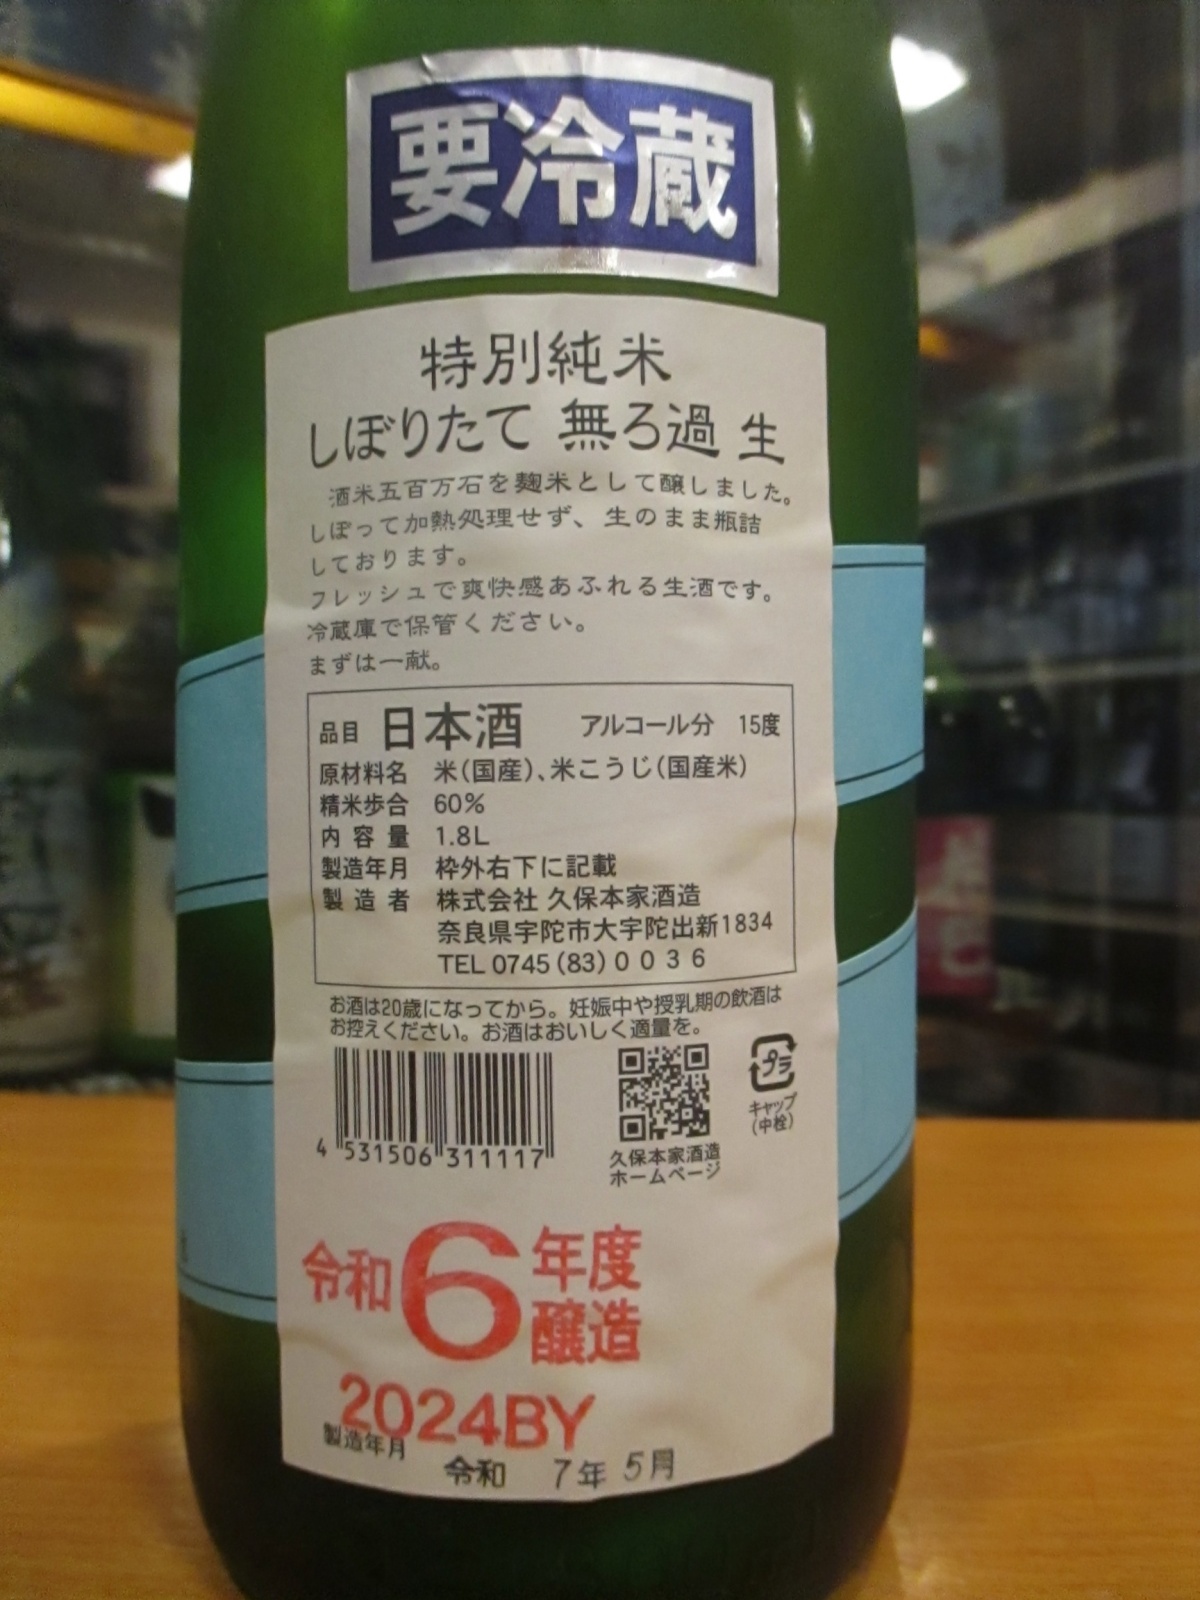 要冷蔵
特別純米
しぼりたて 無ろ過 生
酒米五百万石を麹米として醸しました。
しぼって加熱処理せず、生のまま瓶詰
しております。
フレッシュで爽快感あふれる生酒です。
冷蔵庫で保管ください。
まずは一献。
品目 日本酒 アルコール分 15度
原材料名 米(国産)、米こうじ(国産米)
精米歩合 60%
内容量 1.8L
製造年月 枠外右下に記載
製造者 株式会社 久保本家酒造
奈良県宇陀市大宇陀出新1834
TEL 0745(83)0036
お酒は20歳になってから。妊娠中や授乳期の飲酒は
お控えください。お酒はおいしく適量を。
4 531506 311117
プラ
キャップ
(中栓)
久保本家酒造
ホームページ
令和6年度
醸造
2024BY
製造年月
令和 7年 5月